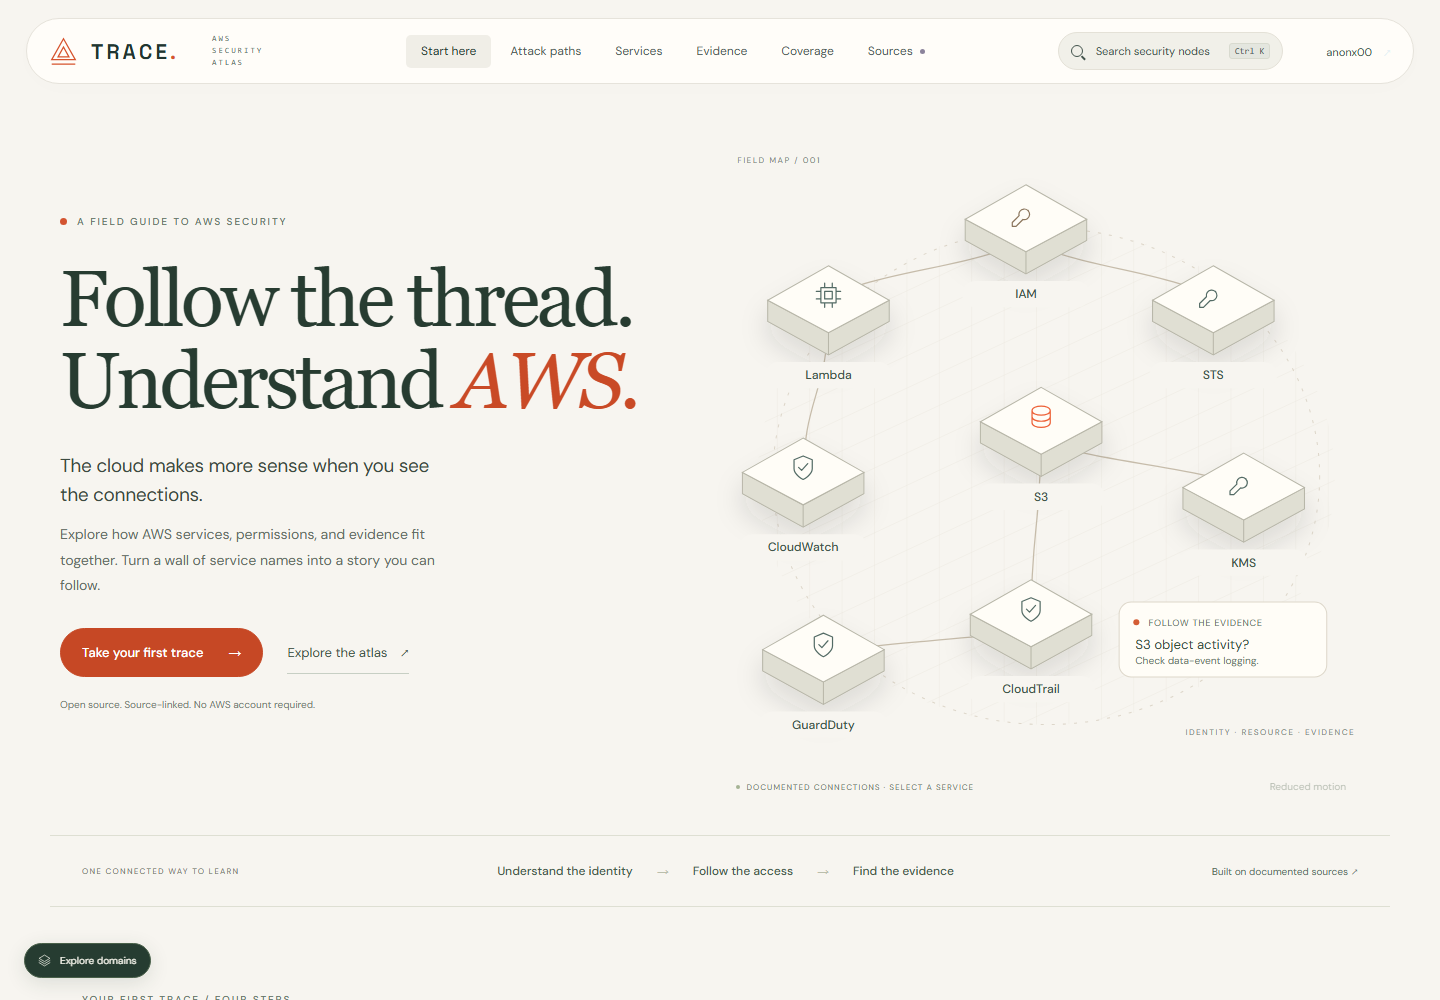 TRACE.
AWS
SECURITY
ATLAS
Start here
Attack paths
Services
Evidence
Coverage
Sources
Search security nodes
Ctrl K
anonx00
A FIELD GUIDE TO AWS SECURITY
Follow the thread.
Understand AWS.
The cloud makes more sense when you see
the connections.
Explore how AWS services, permissions, and evidence fit
together. Turn a wall of service names into a story you can
follow.
Take your first trace →
Explore the atlas ↗
Open source. Source-linked. No AWS account required.
FIELD MAP / 001
IAM
Lambda
STS
S3
CloudWatch
KMS
CloudTrail
GuardDuty
FOLLOW THE EVIDENCE
S3 object activity?
Check data-event logging.
IDENTITY · RESOURCE · EVIDENCE
DOCUMENTED CONNECTIONS · SELECT A SERVICE
Reduced motion
ONE CONNECTED WAY TO LEARN
Understand the identity → Follow the access → Find the evidence
Built on documented sources ↗
Explore domains
YOUR FIRST TRACE / FOUR STEPS